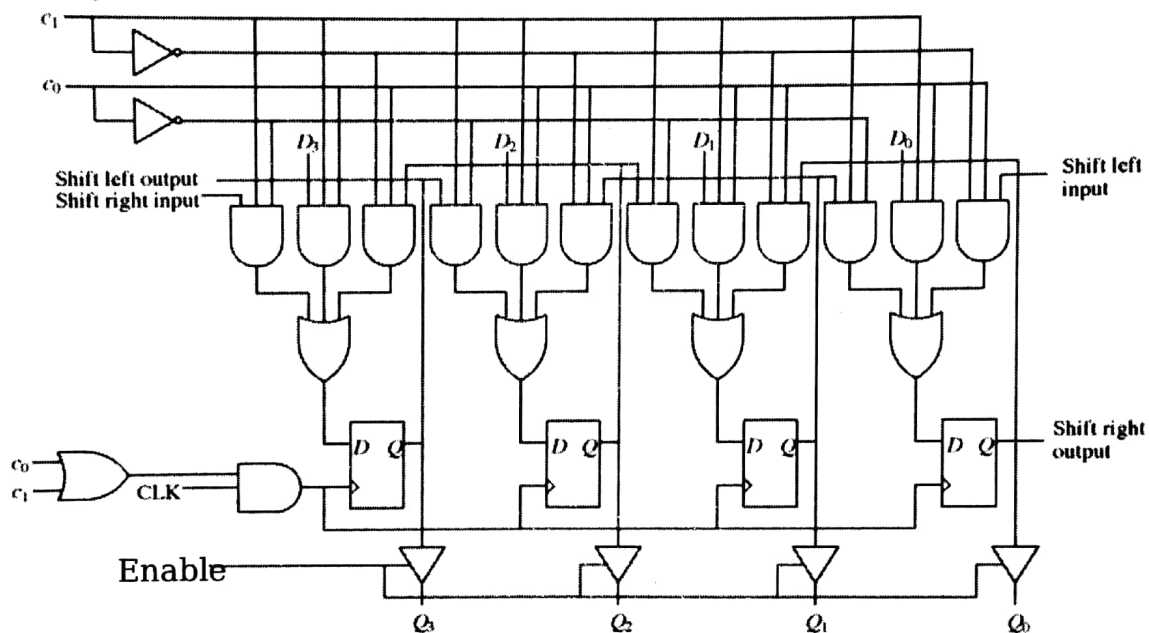 c₁
c₀
D₃ D₂ D₁ D₀
Shift left output
Shift right input
Shift left
input
D Q D Q D Q D Q
Shift right
output
c₀
c₁
CLK
Enable
Q₃ Q₂ Q₁ Q₀